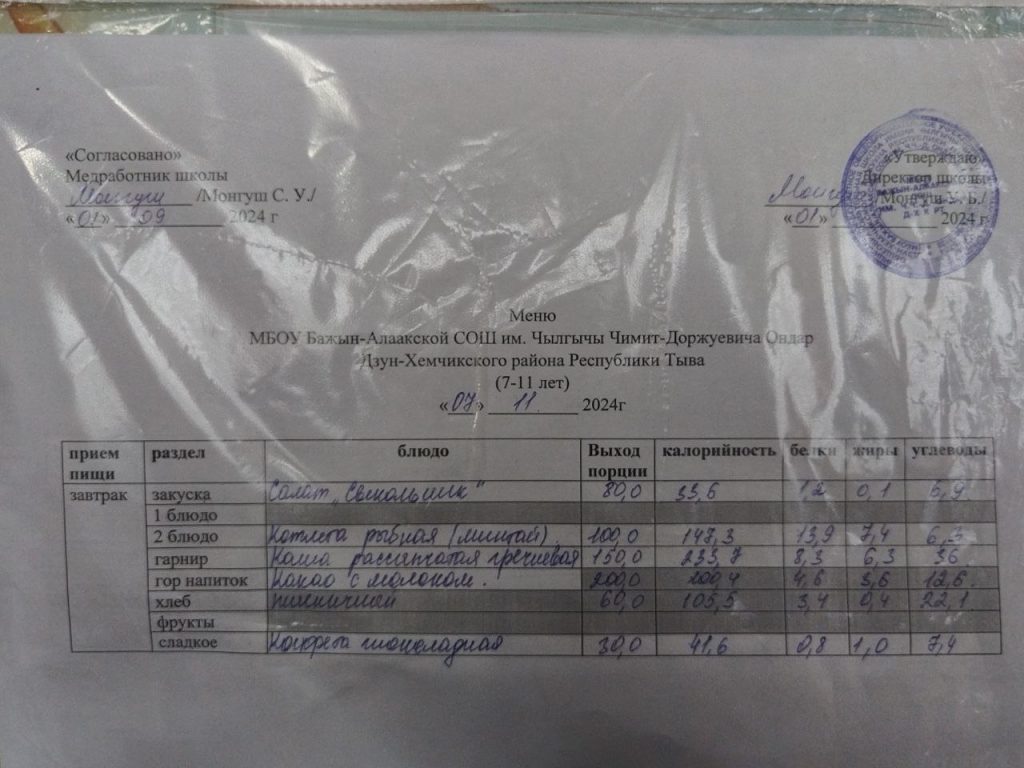 «Согласовано»
Медработник школы
Монгуш /Монгуш С. У./
«01» 09 2024 г
«Утверждаю»
Директор школы
/Монгуш У. Б./
«01» 2024 г
Меню
МБОУ Бажын-Алаакской СОШ им. Чылгычы Чимит-Доржуевича Ондар
Дзун-Хемчикского района Республики Тыва
(7-11 лет)
«07» 11. 2024г
прием пищи раздел блюдо Выход порции калорийность белки жиры углеводы
завтрак закуска Салат „Свекольник" 80,0 33,6 1,2 0,1 6,9
1 блюдо
2 блюдо Котлета рыбная (минтай) 100,0 147,3 13,9 7,4 6,3
гарнир Каша рассыпчатая гречневая 150,0 233,7 8,3 6,3 36
гор напиток Какао с молоком. 200,0 200,4 4,6 3,6 12,6.
хлеб пшеничный 60,0 105,5 3,4 0,4 22,1
фрукты
сладкое Конфета шоколадная 30,0 41,6 0,8 1,0 7,4